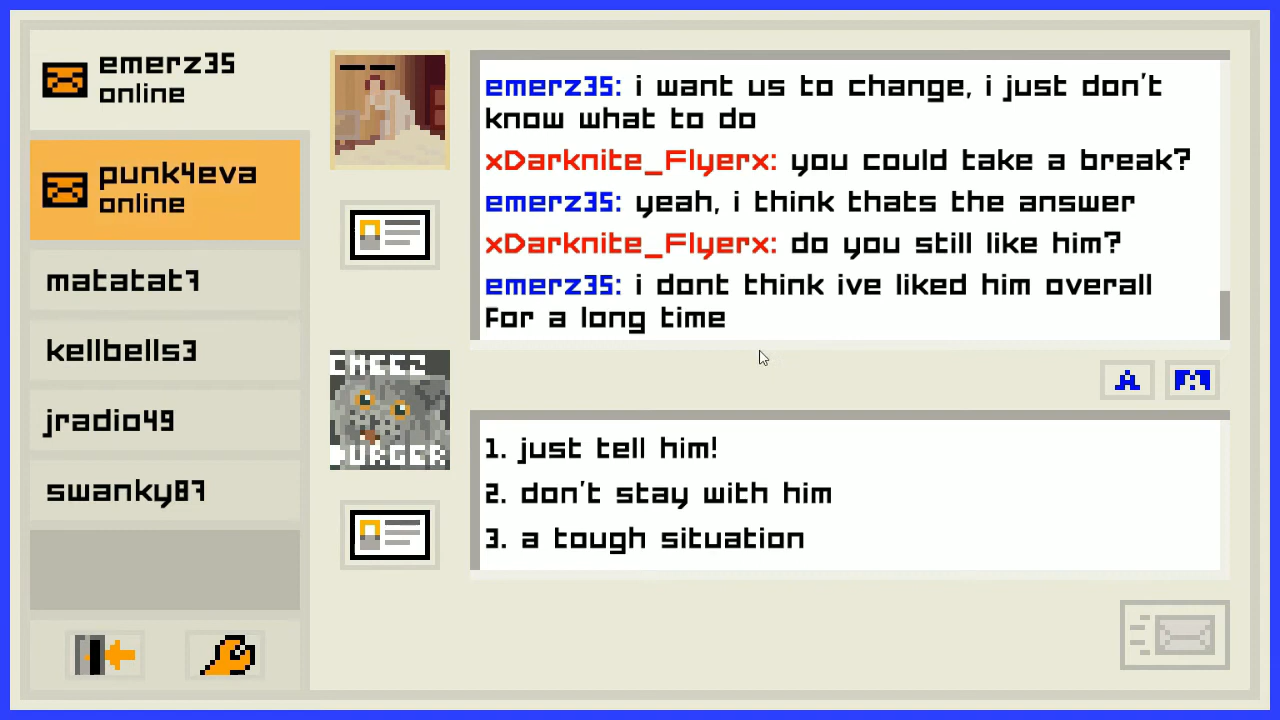 emerz35
online
punk4eva
online
matatat7
kellbells3
jradio49
swanky87
emerz35: i want us to change, i just don't
know what to do
xDarknite_Flyerx: you could take a break?
emerz35: yeah, i think thats the answer
xDarknite_Flyerx: do you still like him?
emerz35: i dont think ive liked him overall
For a long time
CHEEZ
BURGER
A M
1. just tell him!
2. don't stay with him
3. a tough situation